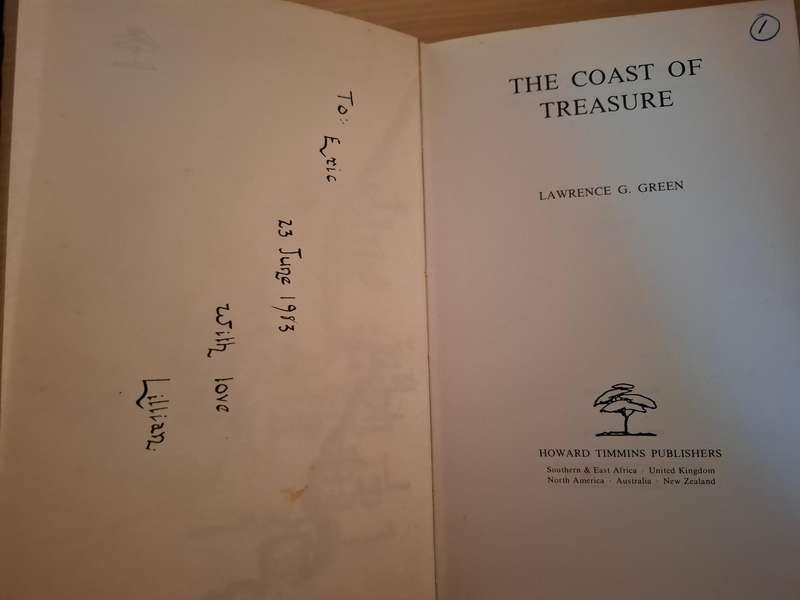 To: Eric
23 June 1983
with love
Lillian.
1
THE COAST OF
TREASURE
LAWRENCE G. GREEN
HOWARD TIMMINS PUBLISHERS
Southern & East Africa · United Kingdom
North America · Australia · New Zealand